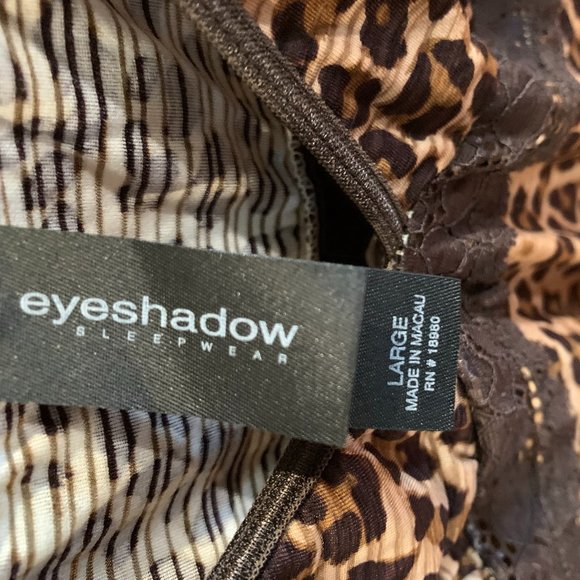 eyeshadow
SLEEPWEAR
LARGE
MADE IN MACAU
RN # 18980